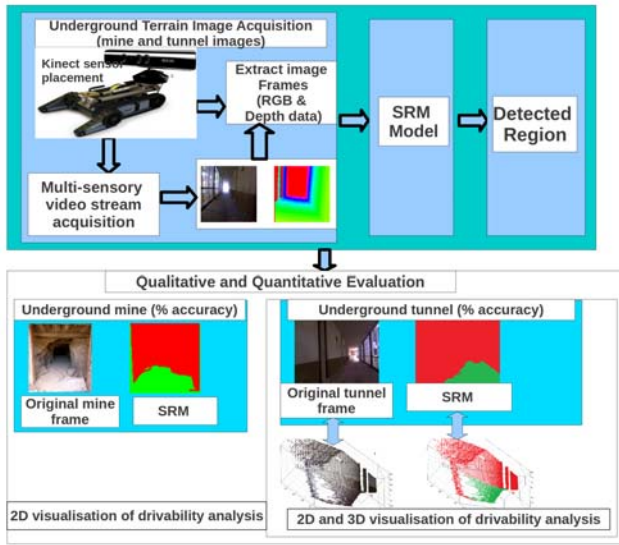 Underground Terrain Image Acquisition
(mine and tunnel images)
Kinect sensor
placement
Extract image
Frames
(RGB &
Depth data)
SRM
Model
Detected
Region
Multi-sensory
video stream
acquisition
Qualitative and Quantitative Evaluation
Underground mine (% accuracy)
Underground tunnel (% accuracy)
Original mine
frame
SRM
Original tunnel
frame
SRM
2D visualisation of drivability analysis
2D and 3D visualisation of drivability analysis